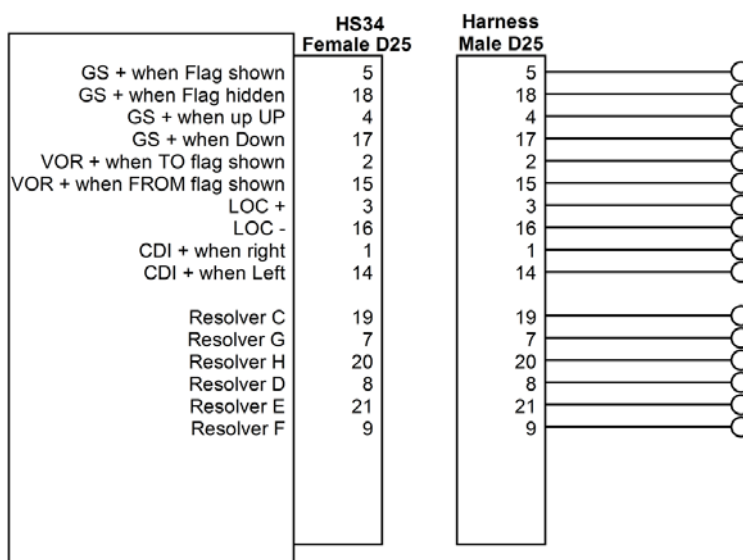 HS34 Harness
Female D25 Male D25
GS + when Flag shown 5 5
GS + when Flag hidden 18 18
GS + when up UP 4 4
GS + when Down 17 17
VOR + when TO flag shown 2 2
VOR + when FROM flag shown 15 15
LOC + 3 3
LOC - 16 16
CDI + when right 1 1
CDI + when Left 14 14
Resolver C 19 19
Resolver G 7 7
Resolver H 20 20
Resolver D 8 8
Resolver E 21 21
Resolver F 9 9